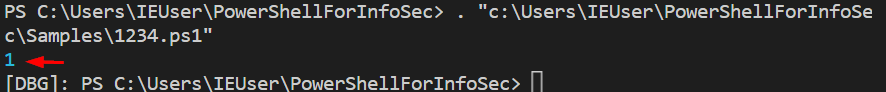 PS C:\Users\IEUser\PowerShellForInfoSec> . "c:\Users\IEUser\PowerShellForInfoSe
c\Samples\1234.ps1"
1
[DBG]: PS C:\Users\IEUser\PowerShellForInfoSec>